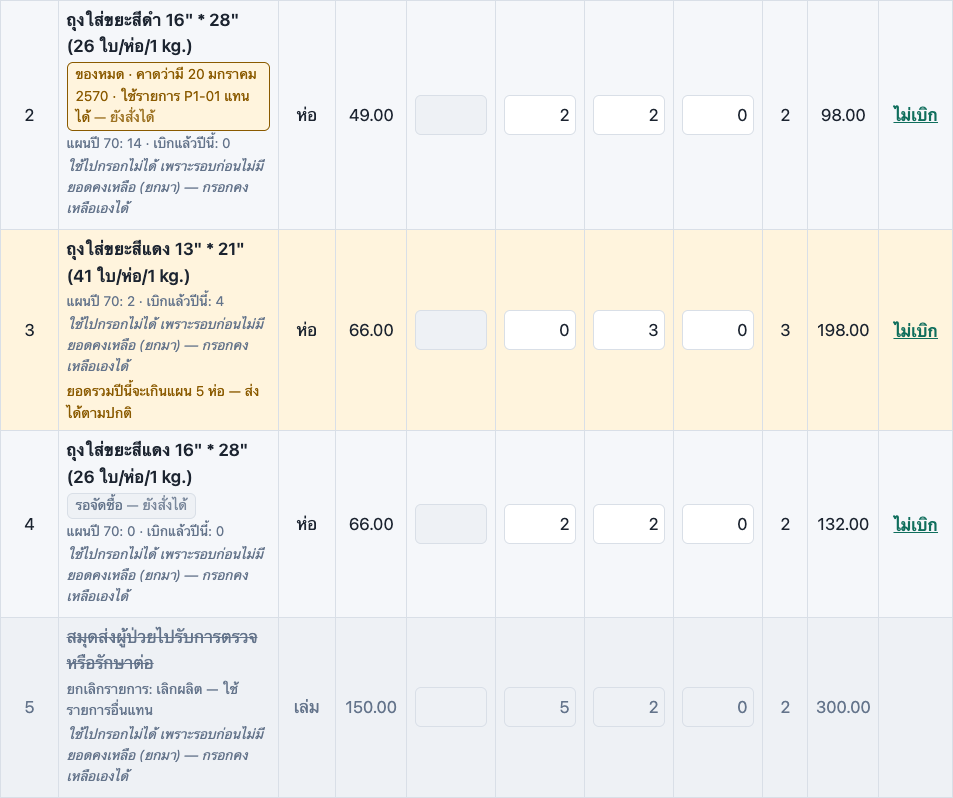 2
ถุงใส่ขยะสีดำ 16" * 28"
(26 ใบ/ห่อ/1 kg.)
ของหมด · คาดว่ามี 20 มกราคม
2570 · ใช้รายการ P1-01 แทน
ได้ — ยังสั่งได้
แผนปี 70: 14 · เบิกแล้วปีนี้: 0
ใช้ไปกรอกไม่ได้ เพราะรอบก่อนไม่มี
ยอดคงเหลือ (ยกมา) — กรอกคง
เหลือเองได้
ห่อ 49.00 2 2 0 2 98.00 ไม่เบิก
3
ถุงใส่ขยะสีแดง 13" * 21"
(41 ใบ/ห่อ/1 kg.)
แผนปี 70: 2 · เบิกแล้วปีนี้: 4
ใช้ไปกรอกไม่ได้ เพราะรอบก่อนไม่มี
ยอดคงเหลือ (ยกมา) — กรอกคง
เหลือเองได้
ยอดรวมปีนี้จะเกินแผน 5 ห่อ — ส่ง
ได้ตามปกติ
ห่อ 66.00 0 3 0 3 198.00 ไม่เบิก
4
ถุงใส่ขยะสีแดง 16" * 28"
(26 ใบ/ห่อ/1 kg.)
รอจัดซื้อ — ยังสั่งได้
แผนปี 70: 0 · เบิกแล้วปีนี้: 0
ใช้ไปกรอกไม่ได้ เพราะรอบก่อนไม่มี
ยอดคงเหลือ (ยกมา) — กรอกคง
เหลือเองได้
ห่อ 66.00 2 2 0 2 132.00 ไม่เบิก
5
สมุดส่งผู้ป่วยไปรับการตรวจ
หรือรักษาต่อ
ยกเลิกรายการ: เลิกผลิต — ใช้
รายการอื่นแทน
ใช้ไปกรอกไม่ได้ เพราะรอบก่อนไม่มี
ยอดคงเหลือ (ยกมา) — กรอกคง
เหลือเองได้
เล่ม 150.00 5 2 0 2 300.00